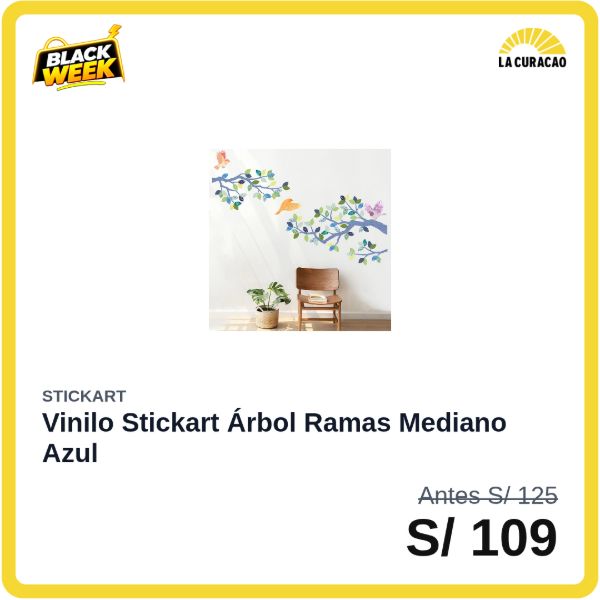 BLACK
WEEK
LA CURACAO
STICKART
Vinilo Stickart Árbol Ramas Mediano
Azul
Antes S/ 125
S/ 109